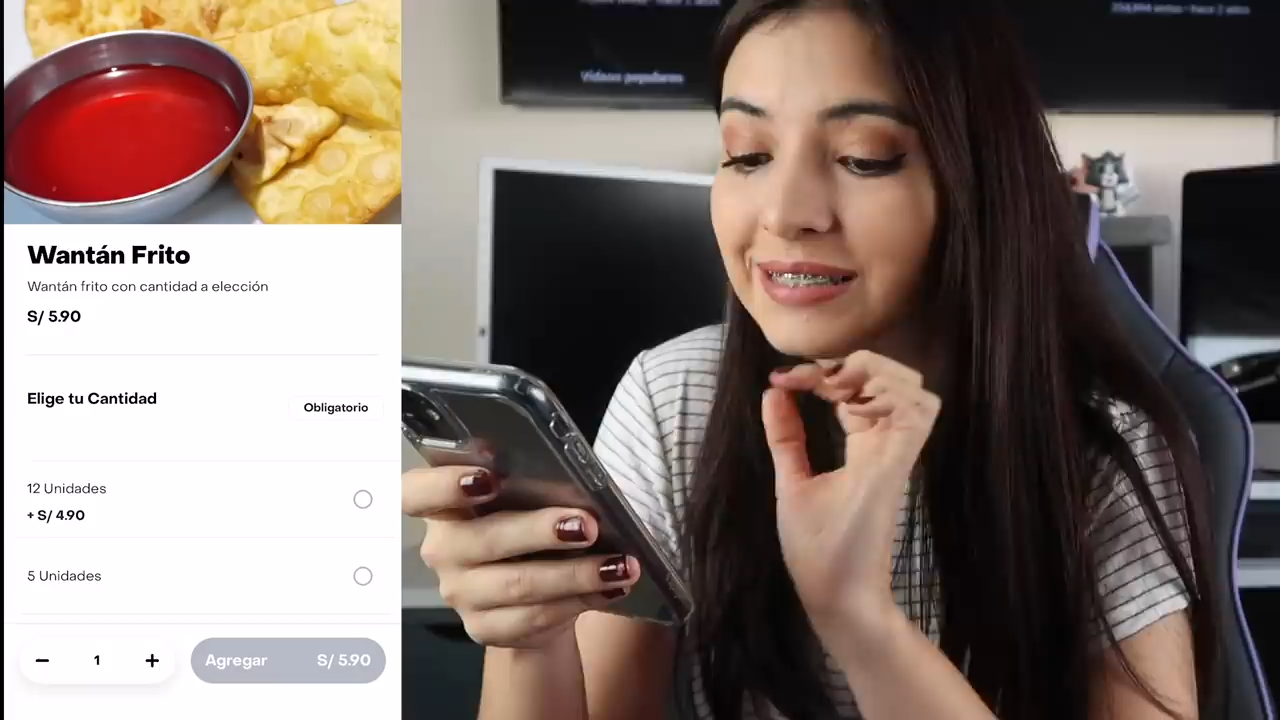 Wantán Frito
Wantán frito con cantidad a elección
S/ 5.90
Elige tu Cantidad
Obligatorio
12 Unidades
+ S/ 4.90
5 Unidades
1
Agregar S/ 5.90
Videos populares